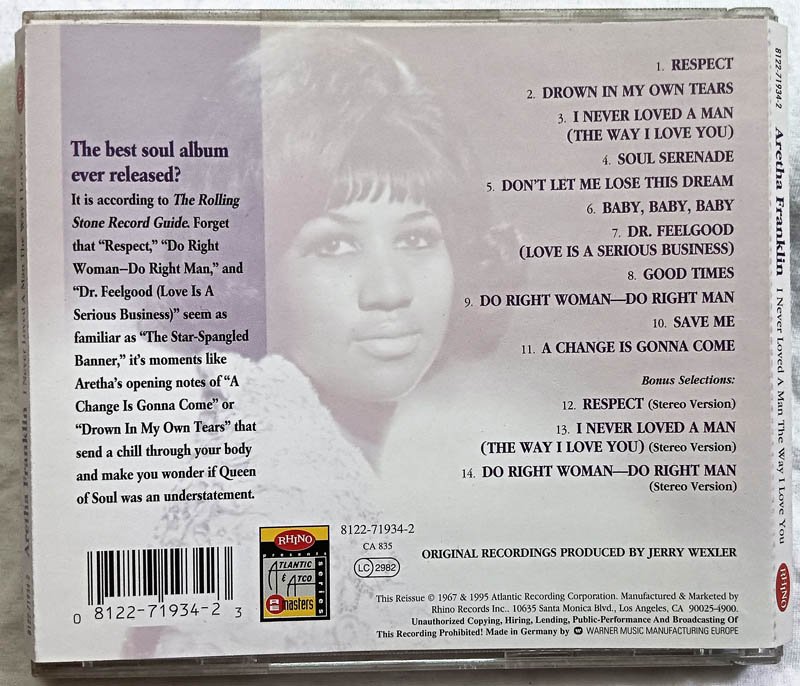 The best soul album
ever released?
It is according to The Rolling
Stone Record Guide. Forget
that “Respect,” “Do Right
Woman—Do Right Man,” and
“Dr. Feelgood (Love Is A
Serious Business)” seem as
familiar as “The Star-Spangled
Banner,” it’s moments like
Aretha’s opening notes of “A
Change Is Gonna Come” or
“Drown In My Own Tears” that
send a chill through your body
and make you wonder if Queen
of Soul was an understatement.
1. RESPECT
2. DROWN IN MY OWN TEARS
3. I NEVER LOVED A MAN
(THE WAY I LOVE YOU)
4. SOUL SERENADE
5. DON’T LET ME LOSE THIS DREAM
6. BABY, BABY, BABY
7. DR. FEELGOOD
(LOVE IS A SERIOUS BUSINESS)
8. GOOD TIMES
9. DO RIGHT WOMAN—DO RIGHT MAN
10. SAVE ME
11. A CHANGE IS GONNA COME
Bonus Selections:
12. RESPECT (Stereo Version)
13. I NEVER LOVED A MAN
(THE WAY I LOVE YOU) (Stereo Version)
14. DO RIGHT WOMAN—DO RIGHT MAN
(Stereo Version)
0 8122-71934-2 3
RHINO
PRESENTS
ATLANTIC
& ATCO
masters
series
8122-71934-2
CA 835
LC 2982
ORIGINAL RECORDINGS PRODUCED BY JERRY WEXLER
This Reissue © 1967 & 1995 Atlantic Recording Corporation. Manufactured & Marketed by
Rhino Records Inc.. 10635 Santa Monica Blvd., Los Angeles, CA 90025-4900.
Unauthorized Copying, Hiring, Lending, Public-Performance And Broadcasting Of
This Recording Prohibited! Made in Germany by WARNER MUSIC MANUFACTURING EUROPE
8122-71934-2 Aretha Franklin I Never Loved A Man The Way I Love You RHINO
Aretha Franklin I Never Loved A Man The Way I Love You